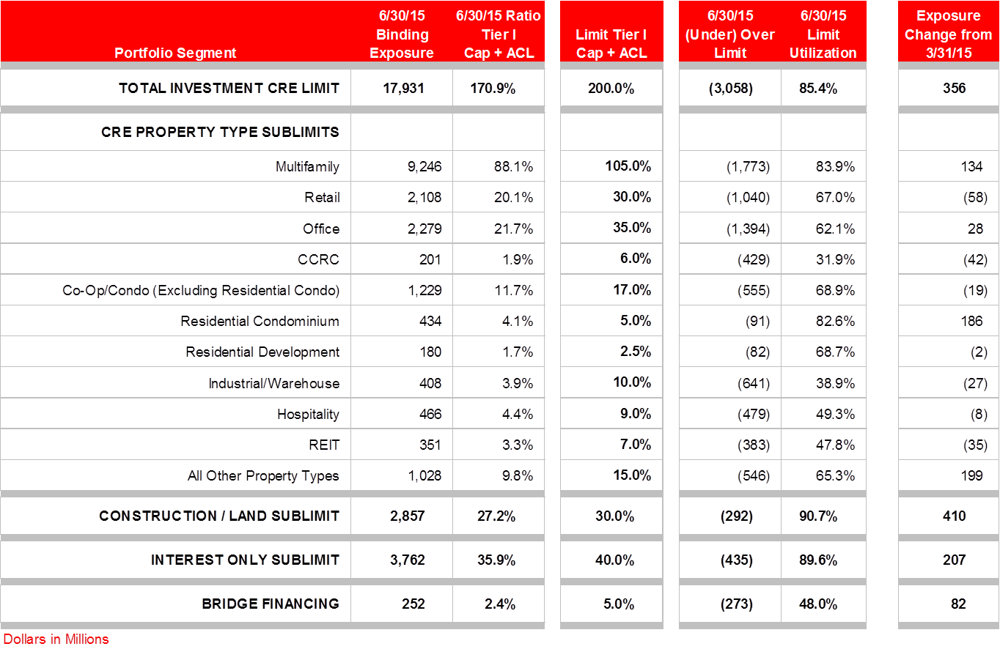 Portfolio Segment 6/30/15 Binding Exposure 6/30/15 Ratio Tier I Cap + ACL Limit Tier I Cap + ACL 6/30/15 (Under) Over Limit 6/30/15 Limit Utilization Exposure Change from 3/31/15
TOTAL INVESTMENT CRE LIMIT 17,931 170.9% 200.0% (3,058) 85.4% 356
CRE PROPERTY TYPE SUBLIMITS
Multifamily 9,246 88.1% 105.0% (1,773) 83.9% 134
Retail 2,108 20.1% 30.0% (1,040) 67.0% (58)
Office 2,279 21.7% 35.0% (1,394) 62.1% 28
CCRC 201 1.9% 6.0% (429) 31.9% (42)
Co-Op/Condo (Excluding Residential Condo) 1,229 11.7% 17.0% (555) 68.9% (19)
Residential Condominium 434 4.1% 5.0% (91) 82.6% 186
Residential Development 180 1.7% 2.5% (82) 68.7% (2)
Industrial/Warehouse 408 3.9% 10.0% (641) 38.9% (27)
Hospitality 466 4.4% 9.0% (479) 49.3% (8)
REIT 351 3.3% 7.0% (383) 47.8% (35)
All Other Property Types 1,028 9.8% 15.0% (546) 65.3% 199
CONSTRUCTION / LAND SUBLIMIT 2,857 27.2% 30.0% (292) 90.7% 410
INTEREST ONLY SUBLIMIT 3,762 35.9% 40.0% (435) 89.6% 207
BRIDGE FINANCING 252 2.4% 5.0% (273) 48.0% 82
Dollars in Millions